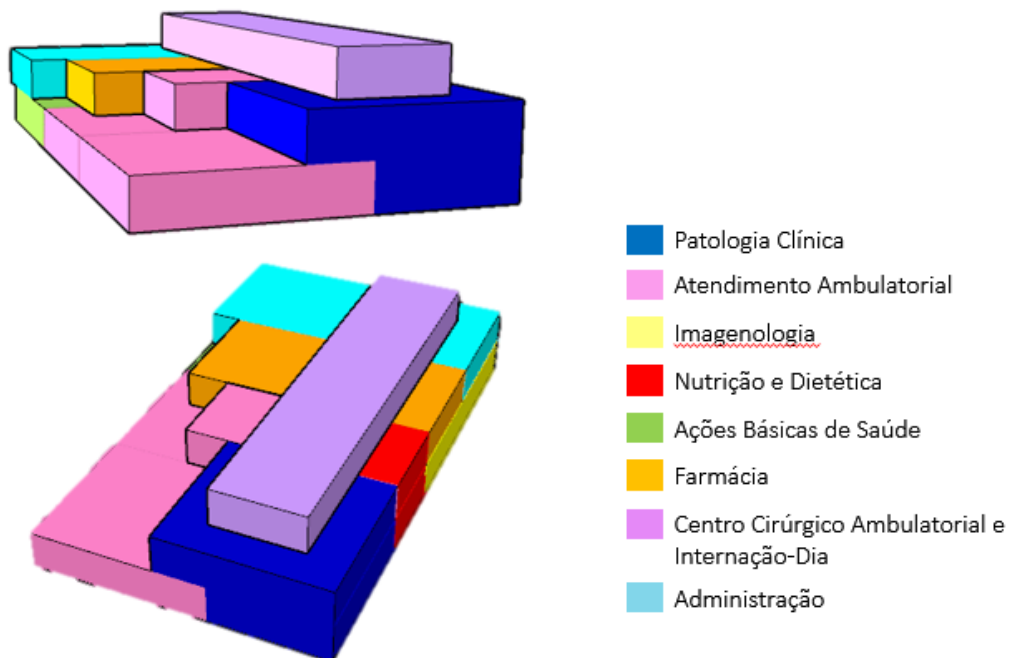 Patologia Clínica
Atendimento Ambulatorial
Imagenologia
Nutrição e Dietética
Ações Básicas de Saúde
Farmácia
Centro Cirúrgico Ambulatorial e
Internação-Dia
Administração